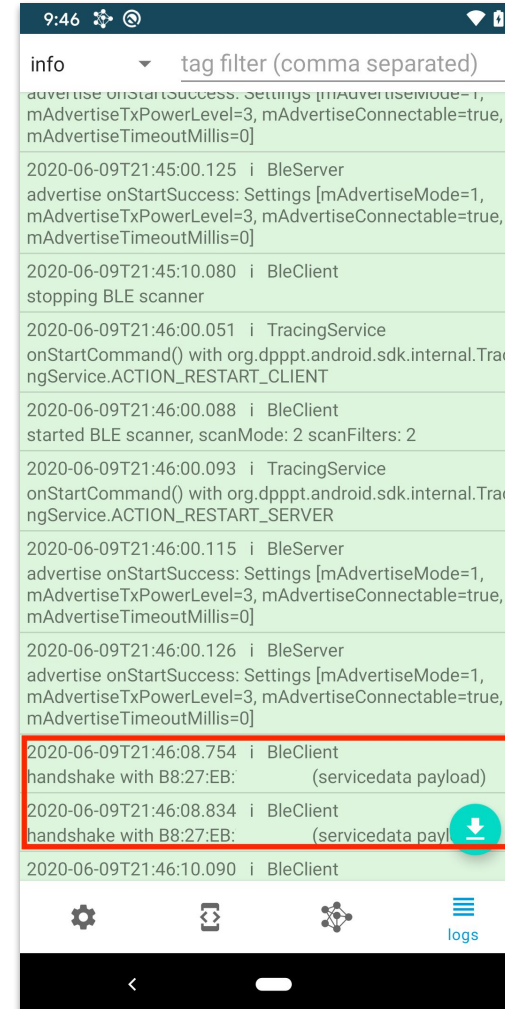 9:46
info
tag filter (comma separated)
advertise onStartSuccess: Settings [mAdvertiseMode=1,
mAdvertiseTxPowerLevel=3, mAdvertiseConnectable=true,
mAdvertiseTimeoutMillis=0]
2020-06-09T21:45:00.125 i BleServer
advertise onStartSuccess: Settings [mAdvertiseMode=1,
mAdvertiseTxPowerLevel=3, mAdvertiseConnectable=true,
mAdvertiseTimeoutMillis=0]
2020-06-09T21:45:10.080 i BleClient
stopping BLE scanner
2020-06-09T21:46:00.051 i TracingService
onStartCommand() with org.dpppt.android.sdk.internal.Trac
ngService.ACTION_RESTART_CLIENT
2020-06-09T21:46:00.088 i BleClient
started BLE scanner, scanMode: 2 scanFilters: 2
2020-06-09T21:46:00.093 i TracingService
onStartCommand() with org.dpppt.android.sdk.internal.Trac
ngService.ACTION_RESTART_SERVER
2020-06-09T21:46:00.115 i BleServer
advertise onStartSuccess: Settings [mAdvertiseMode=1,
mAdvertiseTxPowerLevel=3, mAdvertiseConnectable=true,
mAdvertiseTimeoutMillis=0]
2020-06-09T21:46:00.126 i BleServer
advertise onStartSuccess: Settings [mAdvertiseMode=1,
mAdvertiseTxPowerLevel=3, mAdvertiseConnectable=true,
mAdvertiseTimeoutMillis=0]
2020-06-09T21:46:08.754 i BleClient
handshake with B8:27:EB: (servicedata payload)
2020-06-09T21:46:08.834 i BleClient
handshake with B8:27:EB: (servicedata payl
2020-06-09T21:46:10.090 i BleClient
logs